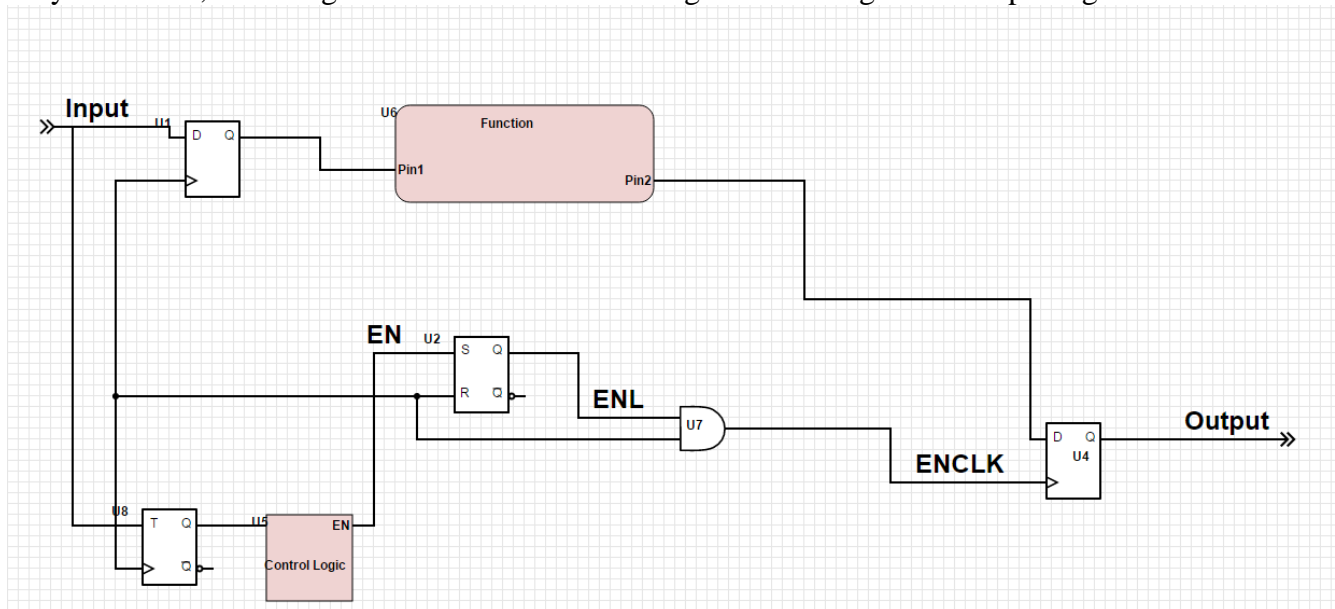 Input
U1
D Q
U6
Function
Pin1
Pin2
EN
U2
S Q
R Q
ENL
U7
ENCLK
D Q
U4
Output
U8
T Q
Q
U5
EN
Control Logic